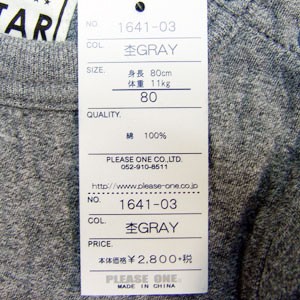 TAR
NO. 1641-03
COL. 杢GRAY
SIZE. 身長 80cm
体重 11kg
80
QUALITY.
綿 100%
PLEASE ONE CO.LTD.
052-910-8511
http://www.please-one.co.jp/
NO. 1641-03
COL. 杢GRAY
PRICE.
本体価格 ¥2,800+税
PLEASE ONE.
MADE IN CHINA